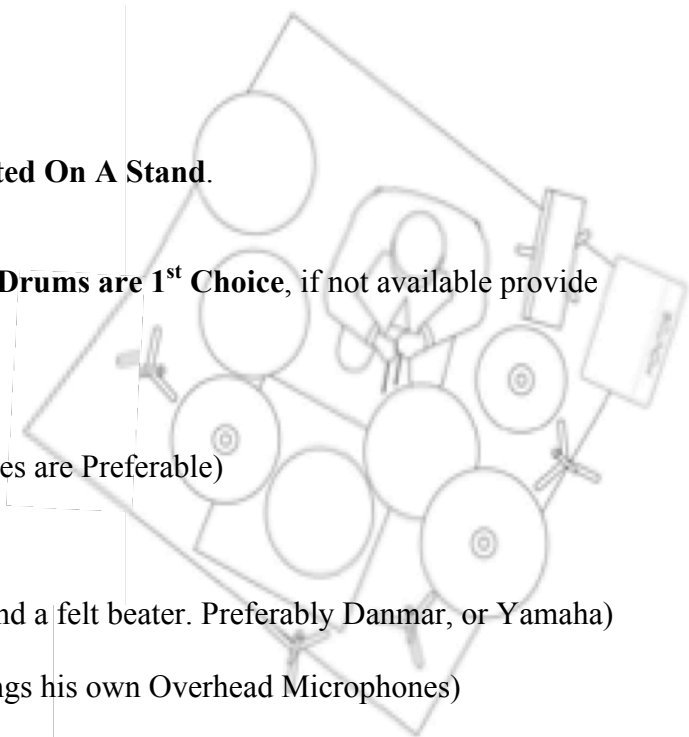 ted On A Stand.
Drums are 1st Choice, if not available provide
es are Preferable)
nd a felt beater. Preferably Danmar, or Yamaha)
ngs his own Overhead Microphones)